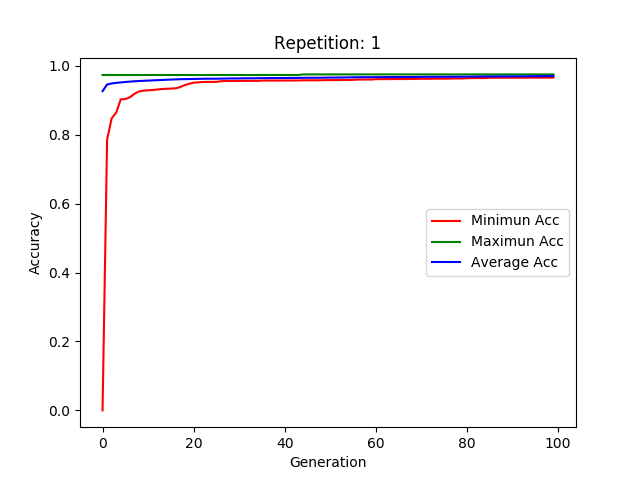 Repetition: 1
1.0
0.8
0.6
0.4
0.2
0.0
Accuracy
Minimun Acc
Maximun Acc
Average Acc
0 20 40 60 80 100
Generation